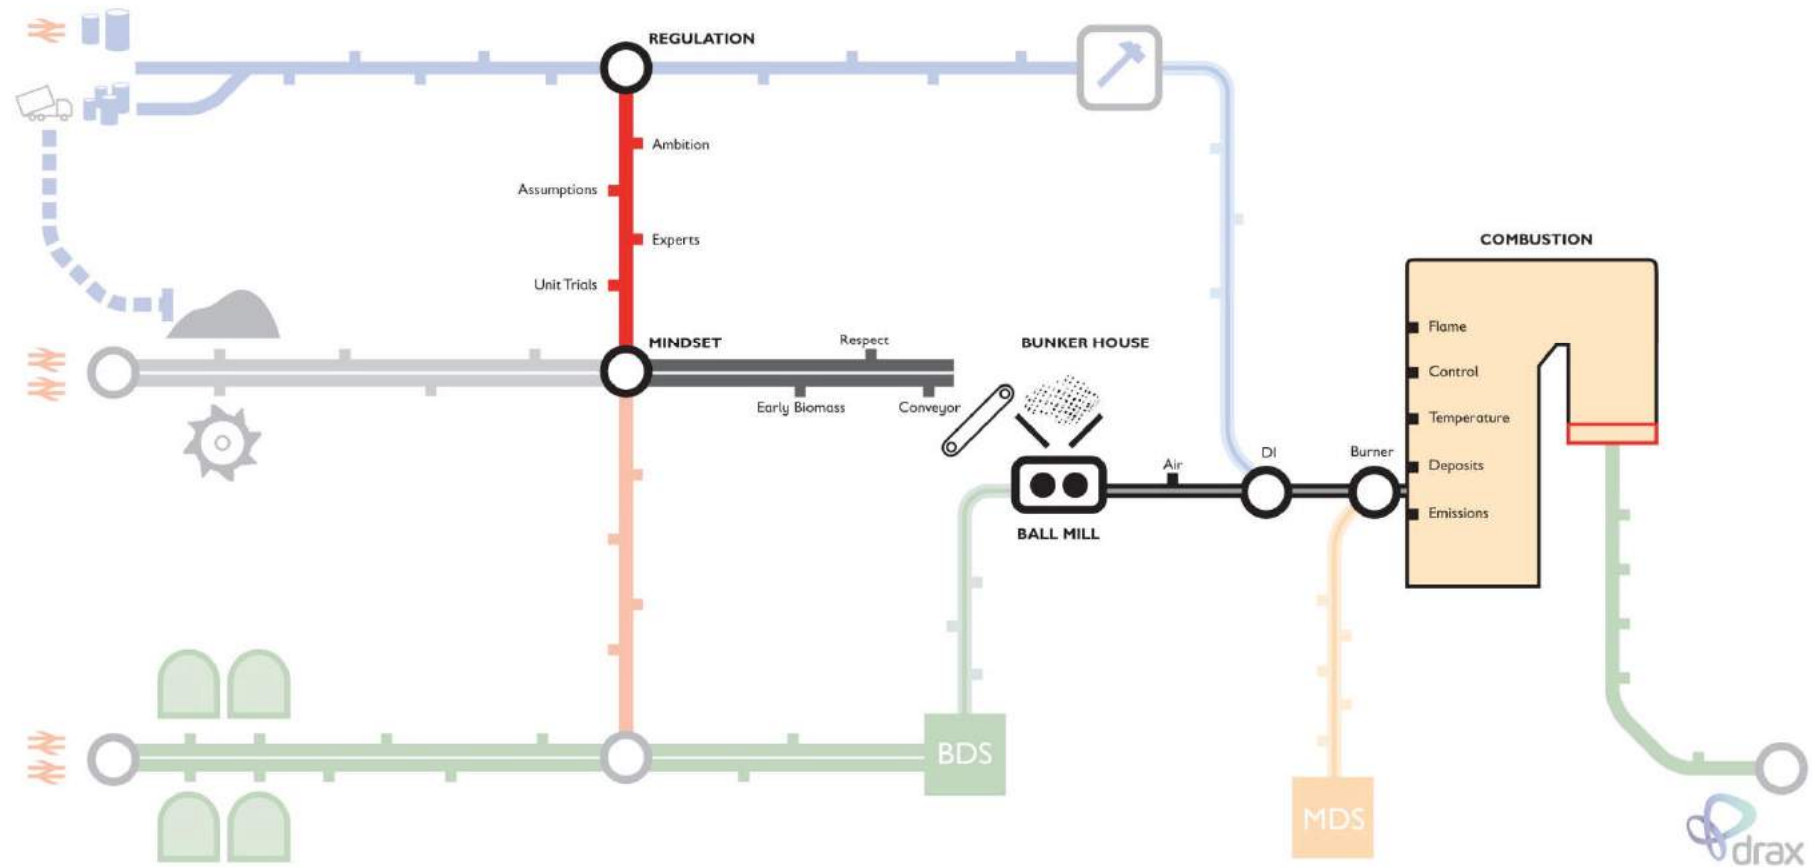 REGULATION
Ambition
Assumptions
Experts
Unit Trials
MINDSET
Respect
Early Biomass
Conveyor
BUNKER HOUSE
BALL MILL
Air
DI
Burner
COMBUSTION
Flame
Control
Temperature
Deposits
Emissions
BDS
MDS
drax